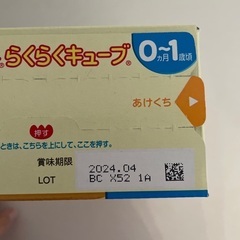 らくらくキューブ®
0カ月〜1歳頃
あけくち
押す
ときは、こちらを上にして、ここを押す。
賞味期限 2024.04
LOT BC X52 1A